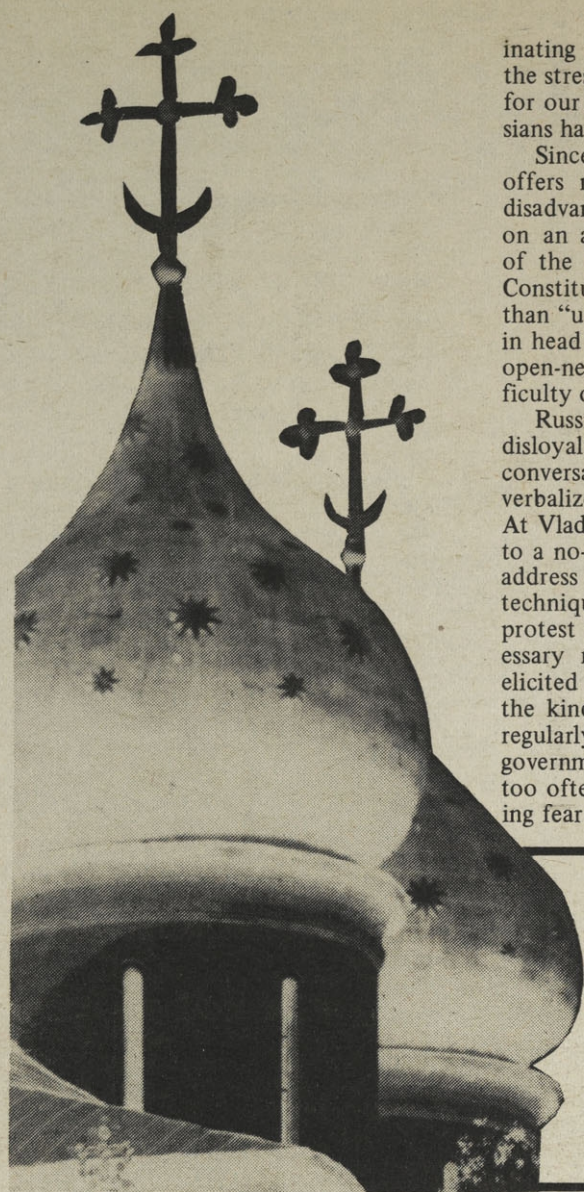 inating
the stre
for our
sians ha
Since
offers
disadvar
on an a
of the
Constitu
than “u
in head
open-ne
ficulty
Russ
disloyal
conversa
verbaliz
At Vlad
to a no-
address
techniqu
protest
essary
elicited
the kin
regularly
governm
too ofte
ing fear